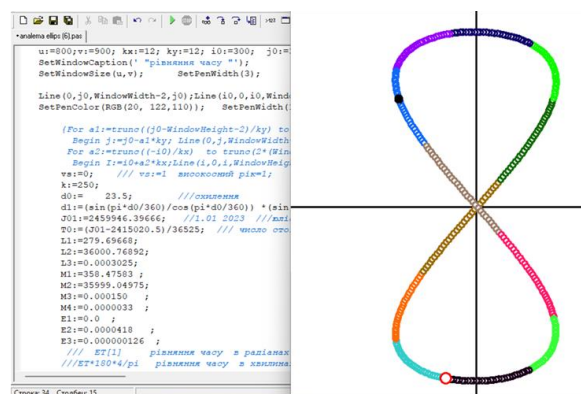 •analema ellips (6).pas
u:=800;v:=900; kx:=12; ky:=12; i0:=300; j0:=
SetWindowCaption(' "рівняння часу "');
SetWindowSize(u,v); SetPenWidth(3);
Line(0,j0,WindowWidth-2,j0);Line(i0,0,i0,Wind
SetPenColor(RGB(20, 122,110)); SetPenWidth(
{For a1:=trunc((j0-WindowHeight-2)/ky) to
Begin j:=j0-a1*ky; Line(0,j,WindowWidth
For a2:=trunc((-i0)/kx) to trunc(2*(Win
Begin I:=i0+a2*kx;Line(i,0,i,WindowHei
vs:=0; /// vs:=1 високосний рік=1;
k:=250;
d0:= 23.5; ///схилення
d1:=(sin(pi*d0/360)/cos(pi*d0/360)) *(sin
J01:=2459946.39666; //1.01 2023 ///юлі
T0:=(J01-2415020.5)/36525; /// число сто
L1:=279.69668;
L2:=36000.76892;
L3:=0.0003025;
M1:=358.47583 ;
M2:=35999.04975;
M3:=0.000150 ;
M4:=0.0000033 ;
E1:=0.0 ;
E2:=0.0000418 ;
E3:=0.000000126 ;
/// ET[1] рівняння часу в радіанах
///ET*180*4/pi рівняння часу в хвилина
Строка: 34 Столбец: 15